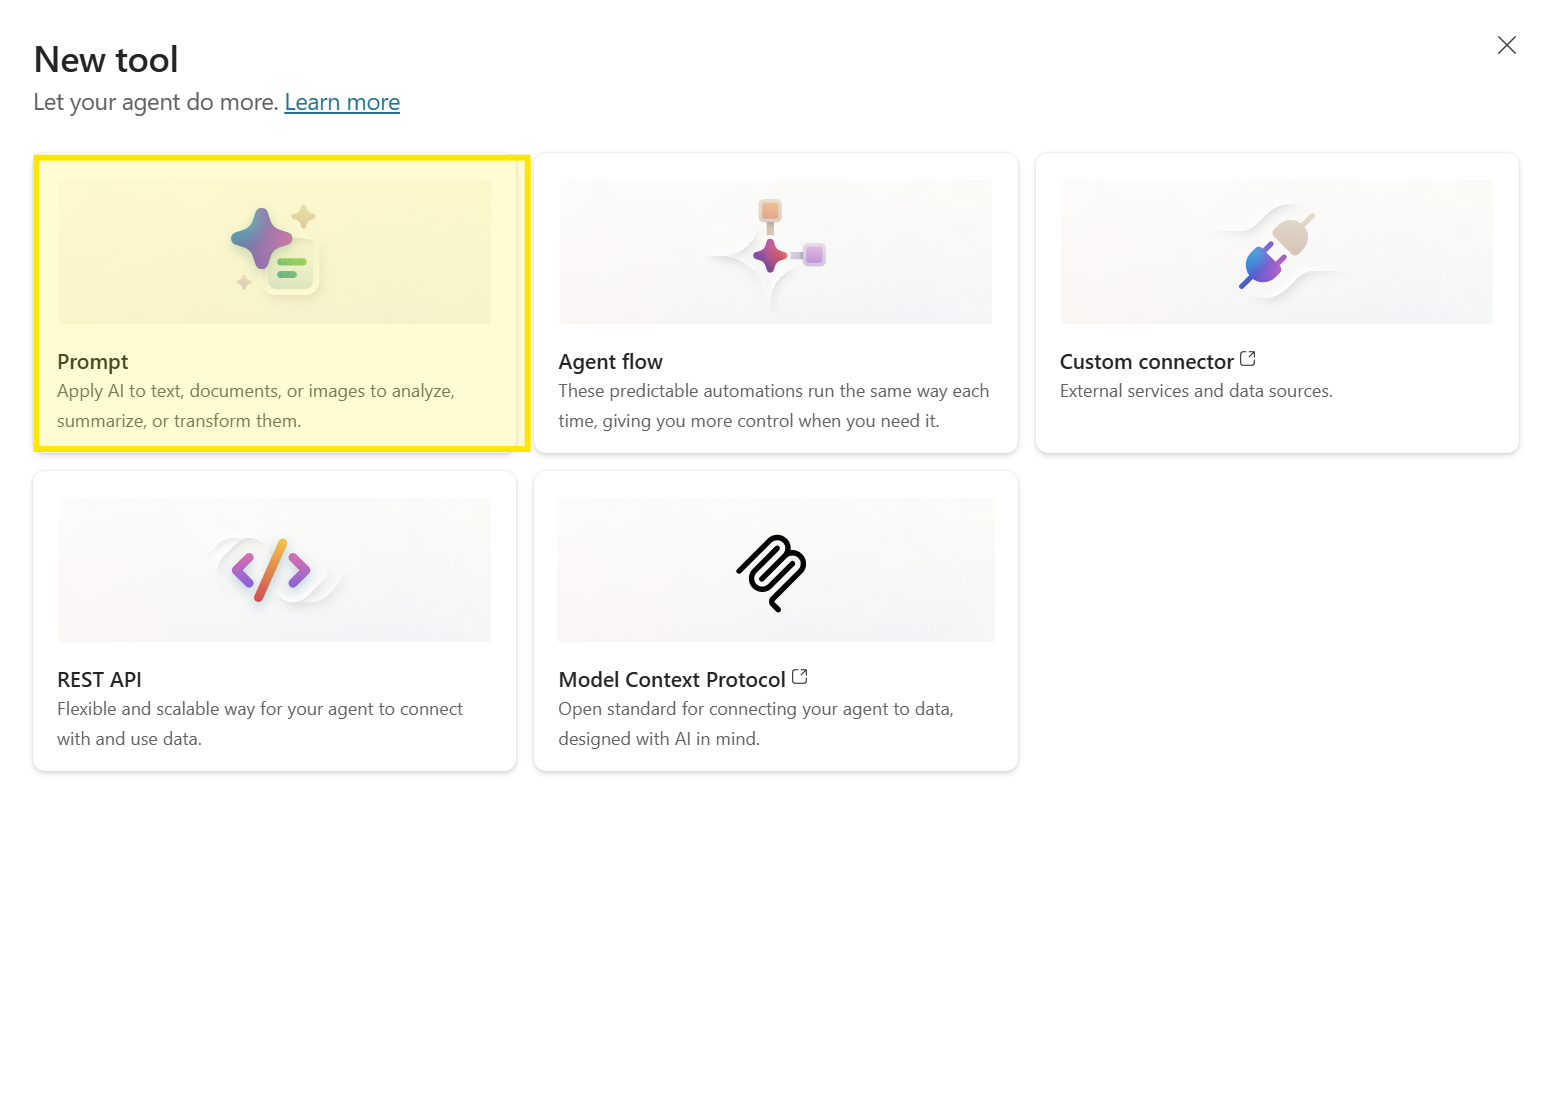 New tool
Let your agent do more. Learn more
Prompt
Apply AI to text, documents, or images to analyze,
summarize, or transform them.
Agent flow
These predictable automations run the same way each
time, giving you more control when you need it.
Custom connector
External services and data sources.
REST API
Flexible and scalable way for your agent to connect
with and use data.
Model Context Protocol
Open standard for connecting your agent to data,
designed with AI in mind.